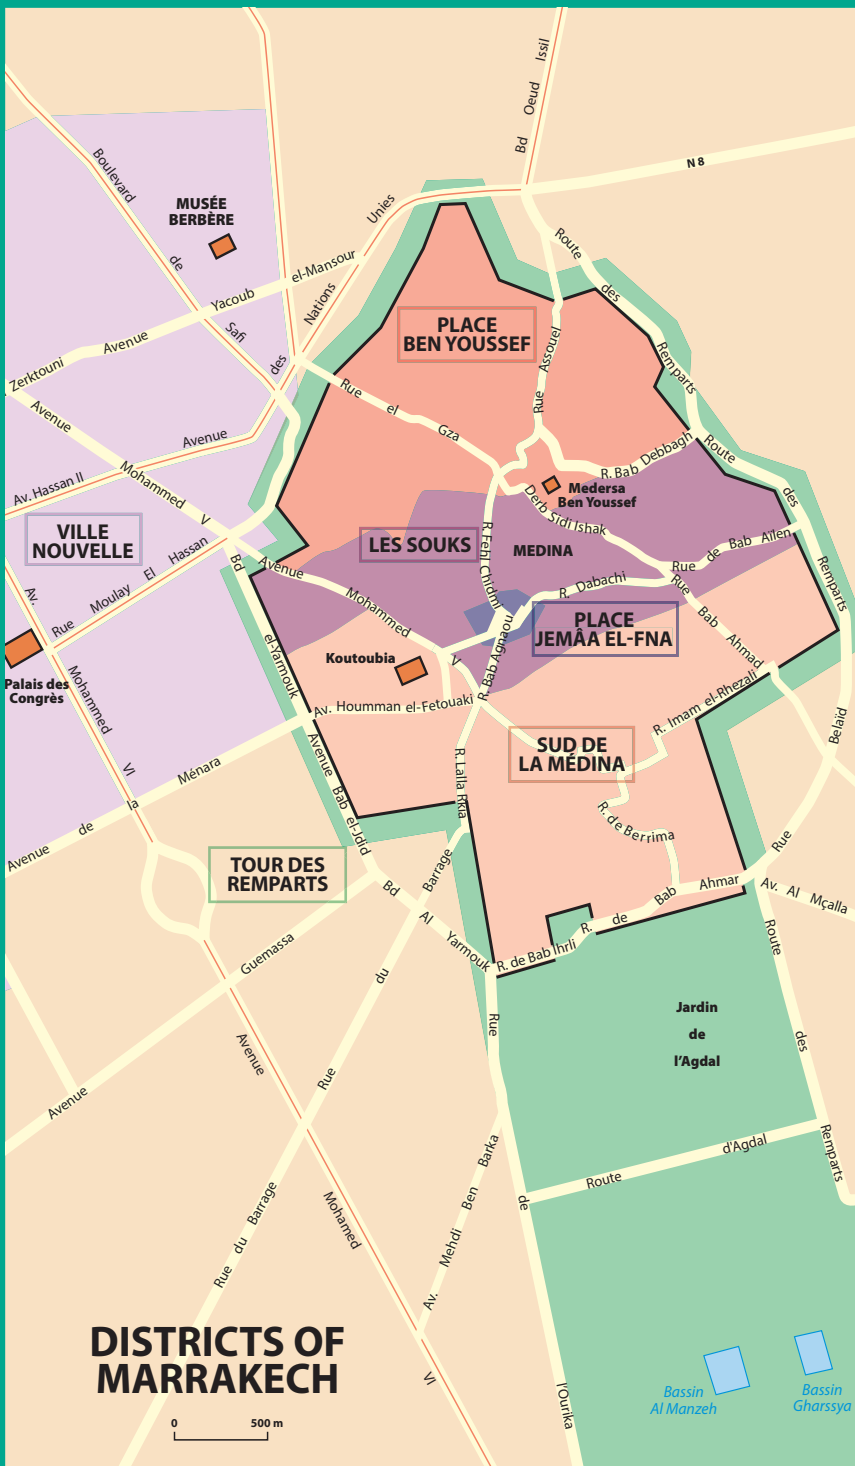 Bd Oeud Issil
N 8
Boulevard de Safi
MUSÉE
BERBÈRE
Avenue des Nations Unies
Route des Remparts
Zerktouni
Avenue Yacoub el-Mansour
PLACE
BEN YOUSSEF
Rue Assouel
Rue el Gza
Avenue Mohammed V
Av. Hassan II
R. Bab Debbagh
Route des Remparts
Medersa
Ben Youssef
Derb Sidi Ishak
VILLE
NOUVELLE
LES SOUKS
MEDINA
R. Fehl Chidmi
Rue de Bab Aïlen
Bd el-Yarmouk
Avenue Mohammed V
R. Dabachi
Rue Bab Ahmad
Rue Moulay El Hassan
PLACE
JEMÂA EL-FNA
Av. Mohammed VI
Palais des
Congrès
Koutoubia
R. Bab Agnaou
Av. Houmman el-Fetouaki
R. Imam el-Rhezali
SUD DE
LA MÉDINA
Rue Belaïd
Avenue de la Ménara
Avenue Bab el-Jdid
R. Lalla Rkia
R. de Berrima
TOUR DES
REMPARTS
Bd Al Yarmouk
R. de Bab Ihrli
R. de Bab Ahmar
Av. Al Mçalla
Avenue Guemassa
Rue du Barrage
Jardin
de
l'Agdal
Route des Remparts
Avenue Mohamed VI
Rue du Barrage
Av. Mehdi Ben Barka
Rue de l'Ourika
Route d'Agdal
DISTRICTS OF
MARRAKECH
0 500 m
Bassin
Al Manzeh
Bassin
Gharssya